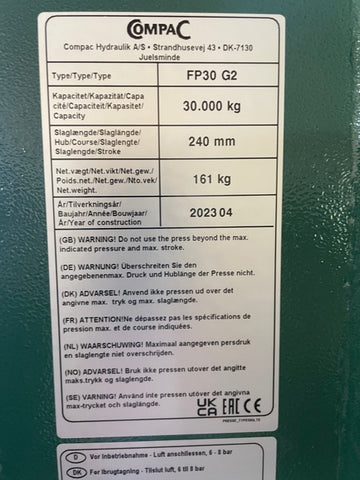 COMPAC
Compac Hydraulik A/S • Strandhusevej 43 • DK-7130
Juelsminde
Type/Type/Type
FP30 G2
Kapacitet/Kapazität/Capa
cité/Capaciteit/Kapasitet/
Capacity
30.000 kg
Slaglængde/Slaglängde/
Hub/Course/Slaglengte/
Slaglengde/Stroke
240 mm
Net.vægt/Net.vikt/Net.gew./
Poids.net./Net.gew./Nto.vek/
Net.weight.
161 kg
År/Tilverkningsår/
Baujahr/Année/Bouwjaar/
År/Year of construction
2023 04
(GB) WARNING! Do not use the press beyond the max.
indicated pressure and max. stroke.
(DE) WARNUNG! Überschreiten Sie den
angegebenenmax. Druck und Hublänge der Presse nicht.
(DK) ADVARSEL! Anvend ikke pressen ud over det
angivne max. tryk og slaglængde.
(FR) ATTENTION!Ne dépassez pas les spécifications de
pression max. et de course indiquées.
(NL) WAARSCHUWING! Maximaal aangegeven persdruk
en slaglengte niet overschrijden.
(NO) ADVARSEL! Bruk ikke pressen utover det angitte
maks.trykk og slaglengde.
(SE) VARNING! Använd inte pressen utöver det angivna
max-trycket och slaglängde.
UK
CA EAC CE
D Vor Inbetriebnahme - Luft anschliessen, 6 - 8 bar
DK Før Ibrugtagning - Tilslut luft, 6 til 8 bar